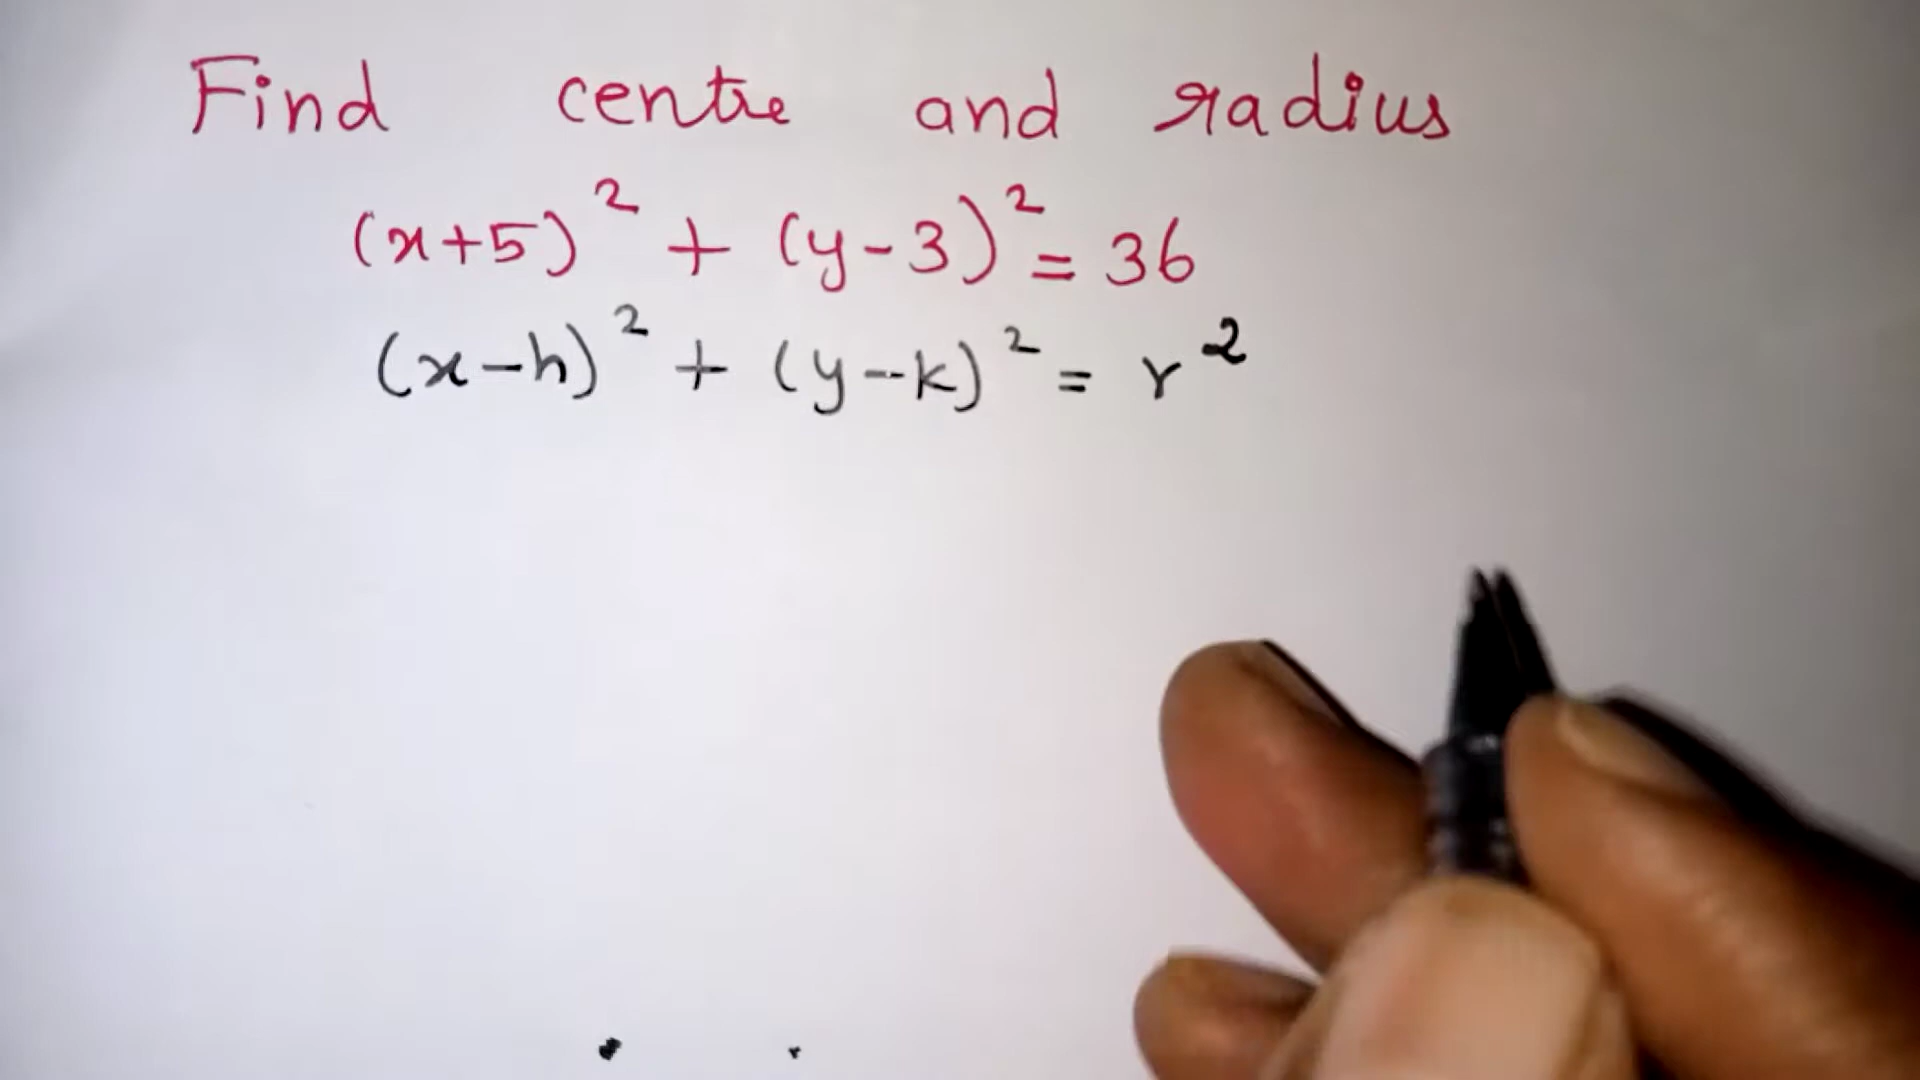 Find centre and radius
(x+5)² + (y-3)² = 36
(x-h)² + (y-k)² = r²